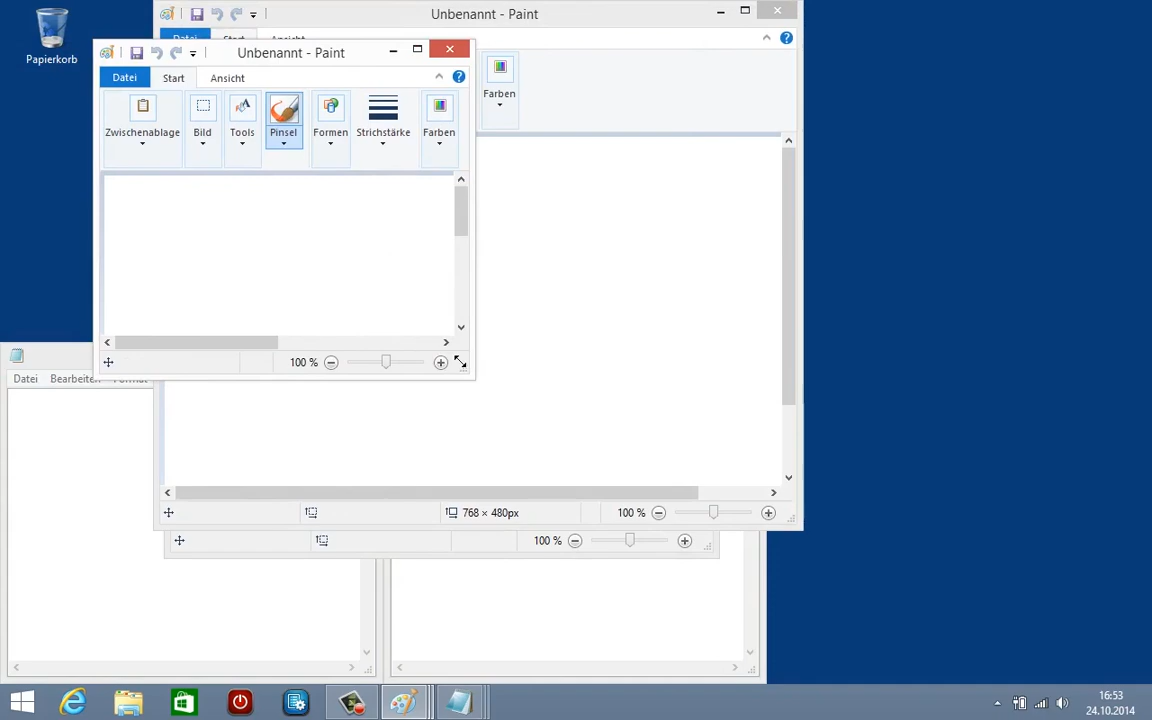 Papierkorb
Unbenannt - Paint
Farben
Unbenannt - Paint
Datei Start Ansicht
Zwischenablage Bild Tools Pinsel Formen Strichstärke Farben
100 %
Datei Bearbeiten Format
768 × 480px 100 %
100 %
16:53
24.10.2014